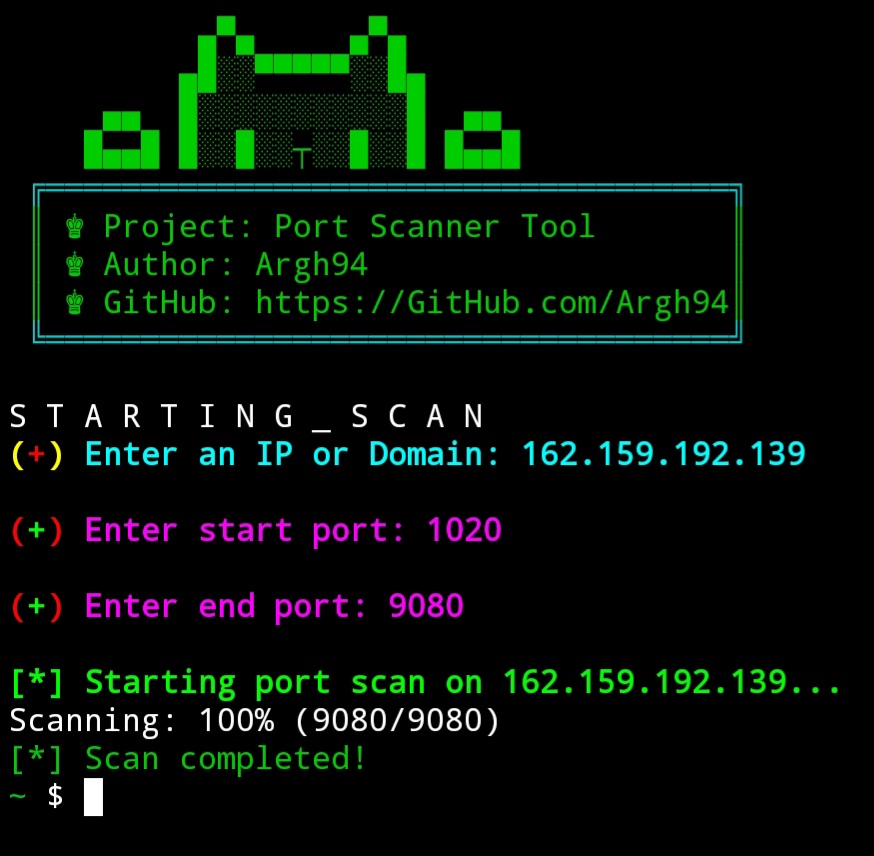 ♚ Project: Port Scanner Tool
♚ Author: Argh94
♚ GitHub: https://GitHub.com/Argh94
S T A R T I N G _ S C A N
(+) Enter an IP or Domain: 162.159.192.139
(+) Enter start port: 1020
(+) Enter end port: 9080
[*] Starting port scan on 162.159.192.139...
Scanning: 100% (9080/9080)
[*] Scan completed!
~ $